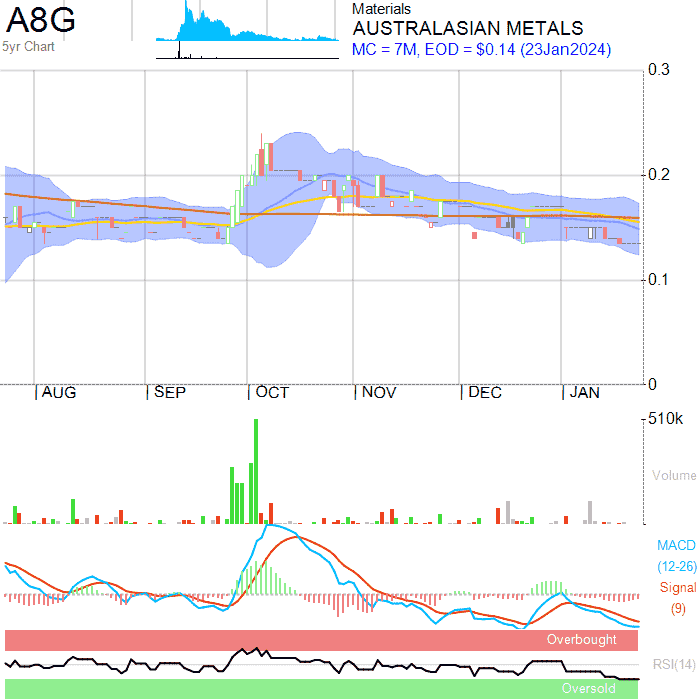 A8G
5yr Chart
Materials
AUSTRALASIAN METALS
MC = 7M, EOD = $0.14 (23Jan2024)
0.3
0.2
0.1
0
AUG SEP OCT NOV DEC JAN
510k
Volume
MACD
(12-26)
Signal
(9)
Overbought
RSI(14)
Oversold